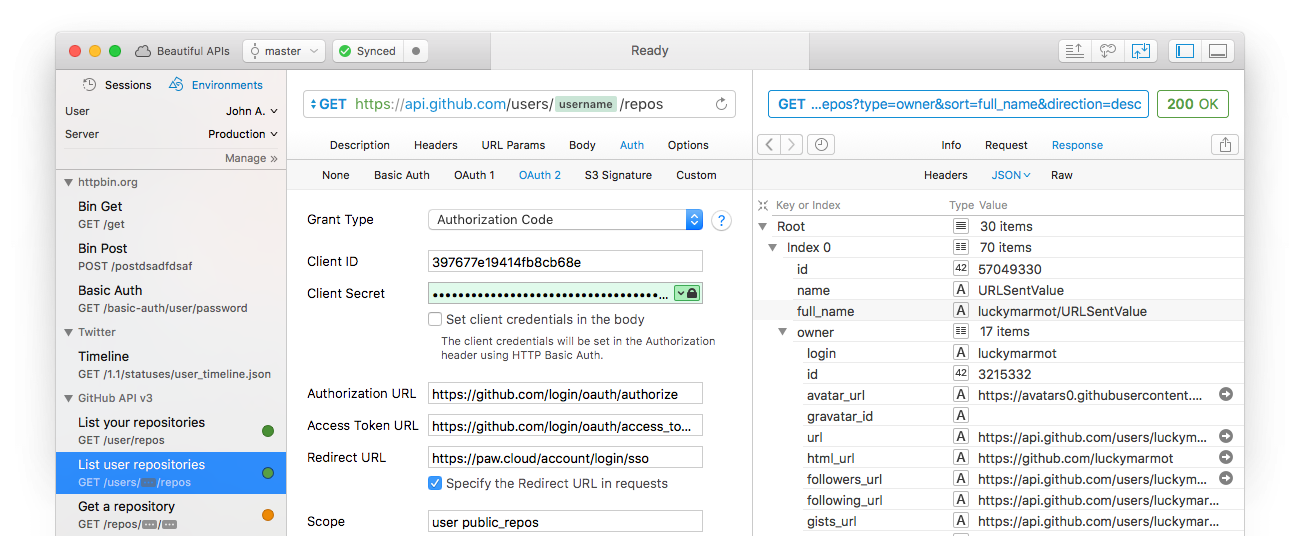 Beautiful APIs
master
Synced
Ready
Sessions
Environments
User
John A.
Server
Production
Manage »
httpbin.org
Bin Get
GET /get
Bin Post
POST /postdsadfdsaf
Basic Auth
GET /basic-auth/user/password
Twitter
Timeline
GET /1.1/statuses/user_timeline.json
GitHub API v3
List your repositories
GET /user/repos
List user repositories
GET /users/ ... /repos
Get a repository
GET /repos/ ... / ...
GET https://api.github.com/users/ username /repos
Description Headers URL Params Body Auth Options
None Basic Auth OAuth 1 OAuth 2 S3 Signature Custom
Grant Type Authorization Code ?
Client ID 397677e19414fb8cb68e
Client Secret ••••••••••••••••••••••••••••••••••••...
Set client credentials in the body
The client credentials will be set in the Authorization
header using HTTP Basic Auth.
Authorization URL https://github.com/login/oauth/authorize
Access Token URL https://github.com/login/oauth/access_to...
Redirect URL https://paw.cloud/account/login/sso
Specify the Redirect URL in requests
Scope user public_repos
GET ...epos?type=owner&sort=full_name&direction=desc
200 OK
Info Request Response
Headers JSON Raw
Key or Index Type Value
Root 30 items
Index 0 70 items
id 42 57049330
name A URLSentValue
full_name A luckymarmot/URLSentValue
owner 17 items
login A luckymarmot
id 42 3215332
avatar_url A https://avatars0.githubusercontent....
gravatar_id A
url A https://api.github.com/users/luckym...
html_url A https://github.com/luckymarmot
followers_url A https://api.github.com/users/luckym...
following_url A https://api.github.com/users/luckymar...
gists_url A https://api.github.com/users/luckymar...